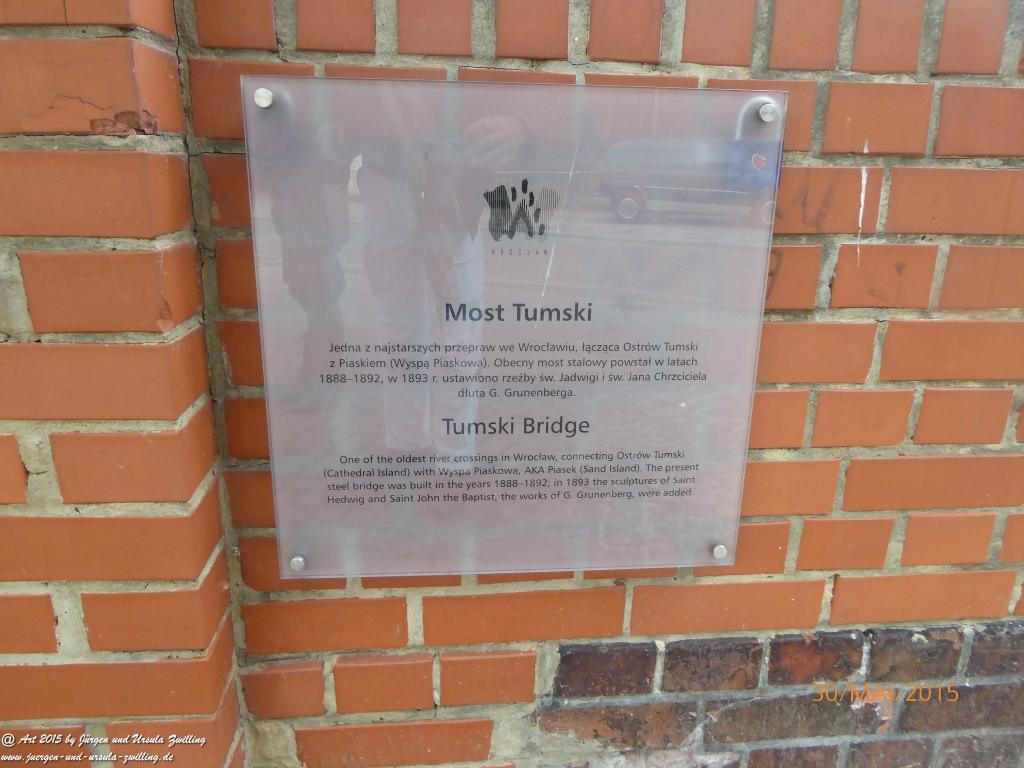 WROCŁAW
Most Tumski
Jedna z najstarszych przepraw we Wrocławiu, łącząca Ostrów Tumski
z Piaskiem (Wyspą Piaskową). Obecny most stalowy powstał w latach
1888–1892, w 1893 r. ustawiono rzeźby św. Jadwigi i św. Jana Chrzciciela
dłuta G. Grunenberga.
Tumski Bridge
One of the oldest river crossings in Wrocław, connecting Ostrów Tumski
(Cathedral Island) with Wyspa Piaskowa, AKA Piasek (Sand Island). The present
steel bridge was built in the years 1888–1892; in 1893 the sculptures of Saint
Hedwig and Saint John the Baptist, the works of G. Grunenberg, were added.
30/MAI/2015
@ Art 2015 by Jürgen und Ursula Zwilling
www.juergen-und-ursula-zwilling.de